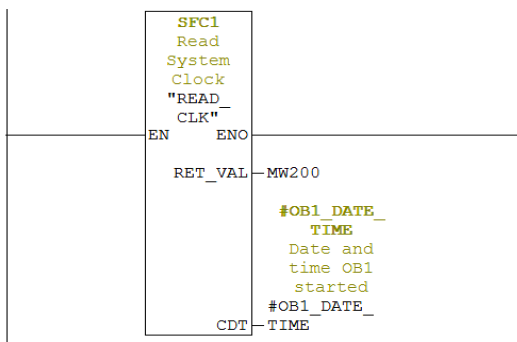 SFC1
Read
System
Clock
"READ_
CLK"
EN ENO
RET_VAL MW200
#OB1_DATE_
TIME
Date and
time OB1
started
#OB1_DATE_
CDT TIME